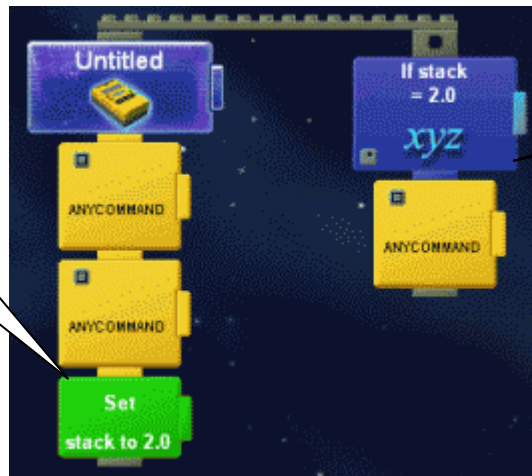 Untitled
ANYCOMMAND
ANYCOMMAND
Set
stack to 2.0
If stack
= 2.0
xyz
ANYCOMMAND